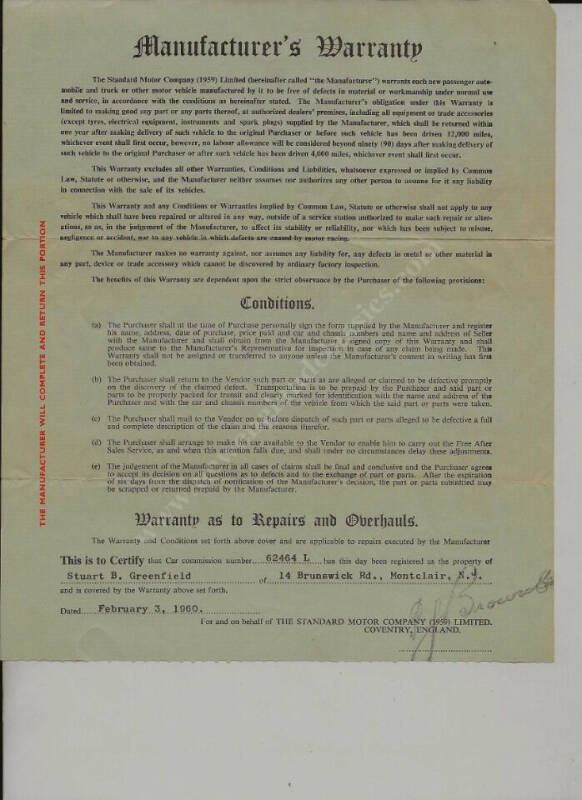 Manufacturer's Warranty
The Standard Motor Company (1959) Limited (hereinafter called "the Manufacturer") warrants each new passenger auto-
mobile and truck or other motor vehicle manufactured by it to be free of defects in material or workmanship under normal use
and service, in accordance with the conditions as hereinafter stated. The Manufacturer's obligation under this Warranty is
limited to making good any part or any parts thereof, at authorized dealers' premises, including all equipment or trade accessories
(except tyres, electrical equipment, instruments and spark plugs) supplied by the Manufacturer, which shall be returned within
one year after making delivery of such vehicle to the original Purchaser or before such vehicle has been driven 12,000 miles,
whichever event shall first occur, however, no labour allowance will be considered beyond ninety (90) days after making delivery of
such vehicle to the original Purchaser or after such vehicle has been driven 4,000 miles, whichever event shall first occur.
This Warranty excludes all other Warranties, Conditions and Liabilities, whatsoever expressed or implied by Common
Law, Statute or otherwise, and the Manufacturer neither assumes nor authorizes any other person to assume for it any liability
in connection with the sale of its vehicles.
This Warranty and any Conditions or Warranties implied by Common Law, Statute or otherwise shall not apply to any
vehicle which shall have been repaired or altered in any way, outside of a service station authorized to make such repair or alter-
ations, so as, in the judgement of the Manufacturer, to affect its stability or reliability, nor which has been subject to misuse,
negligence or accident, nor to any vehicle in which defects are caused by motor racing.
The Manufacturer makes no warranty against, nor assumes any liability for, any defects in metal or other material in
any part, device or trade accessory which cannot be discovered by ordinary factory inspection.
The benefits of this Warranty are dependent upon the strict observance by the Purchaser of the following provisions:
Conditions.
(a) The Purchaser shall at the time of Purchase personally sign the form supplied by the Manufacturer and register
his name, address, date of purchase, price paid and car and chassis numbers and name and address of Seller
with the Manufacturer and shall obtain from the Manufacturer a signed copy of this Warranty and shall
produce same to the Manufacturer's Representative for inspection in case of any claim being made. This
Warranty shall not be assigned or transferred to anyone unless the Manufacturer's consent in writing has first
been obtained.
(b) The Purchaser shall return to the Vendor such part or parts as are alleged or claimed to be defective promptly
on the discovery of the claimed defect. Transportation is to be prepaid by the Purchaser and said part or
parts to be properly packed for transit and clearly marked for identification with the name and address of the
Purchaser and with the car and chassis numbers of the vehicle from which the said part or parts were taken.
(c) The Purchaser shall mail to the Vendor on or before dispatch of such part or parts alleged to be defective a full
and complete description of the claim and the reasons therefor.
(d) The Purchaser shall arrange to make his car available to the Vendor to enable him to carry out the Free After
Sales Service, as and when this attention falls due, and shall under no circumstances delay these adjustments.
(e) The judgement of the Manufacturer in all cases of claims shall be final and conclusive and the Purchaser agrees
to accept its decision on all questions as to defects and to the exchange of part or parts. After the expiration
of six days from the dispatch of notification of the Manufacturer's decision, the part or parts submitted may
be scrapped or returned prepaid by the Manufacturer.
Warranty as to Repairs and Overhauls.
The Warranty and Conditions set forth above cover and are applicable to repairs executed by the Manufacturer
This is to Certify that Car commission number 62464 L has this day been registered as the property of
Stuart B. Greenfield of 14 Brunswick Rd., Montclair, N.J.
and is covered by the Warranty above set forth.
Dated February 3, 1960.
For and on behalf of THE STANDARD MOTOR COMPANY (1959) LIMITED.
COVENTRY, ENGLAND.
THE MANUFACTURER WILL COMPLETE AND RETURN THIS PORTION